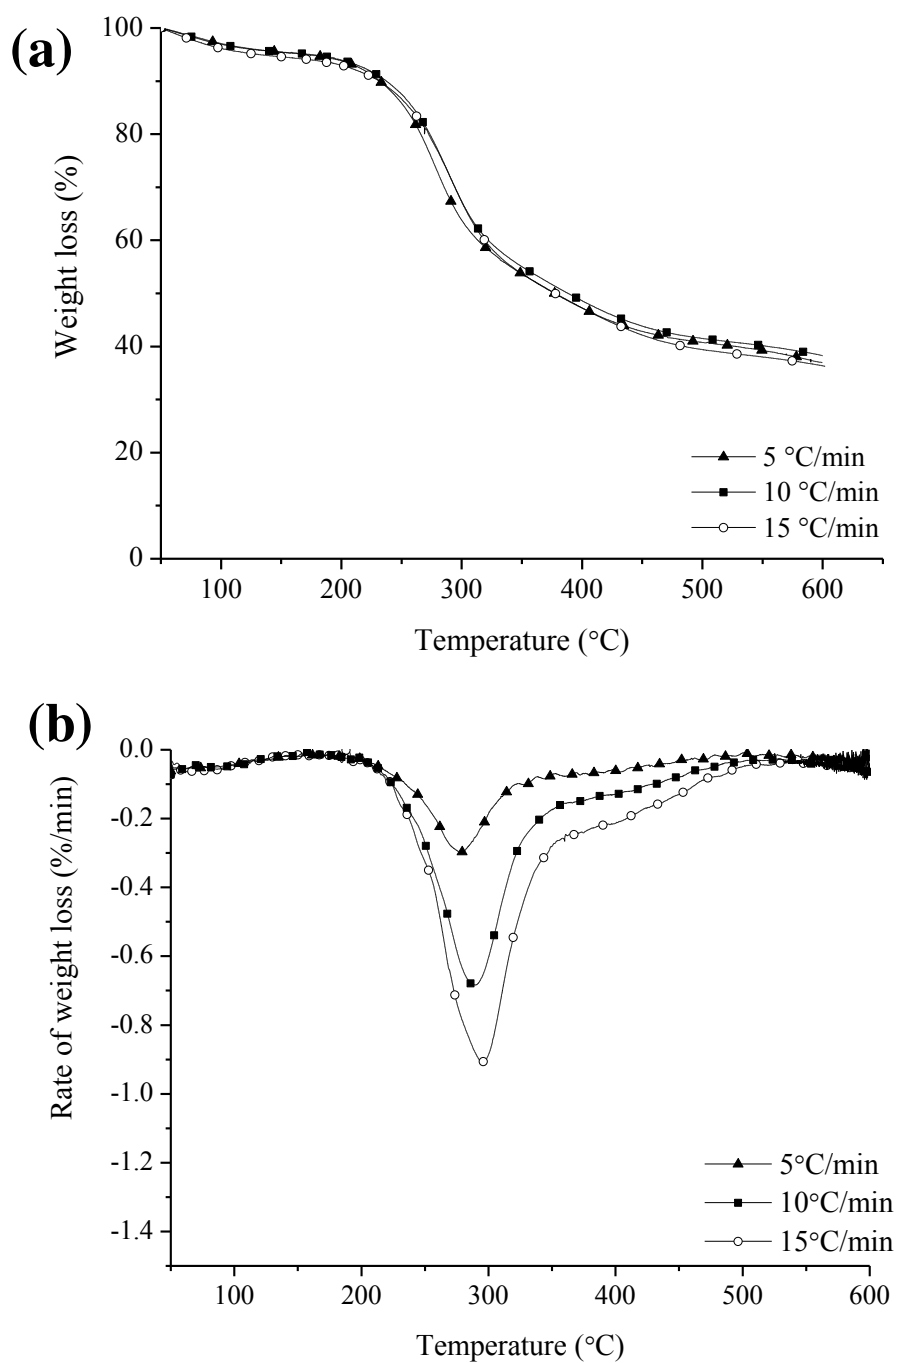 (a)
100
80
60
40
20
0
Weight loss (%)
5 °C/min
10 °C/min
15 °C/min
100 200 300 400 500 600
Temperature (°C)
(b)
0.0
-0.2
-0.4
-0.6
-0.8
-1.0
-1.2
-1.4
Rate of weight loss (%/min)
5°C/min
10°C/min
15°C/min
100 200 300 400 500 600
Temperature (°C)